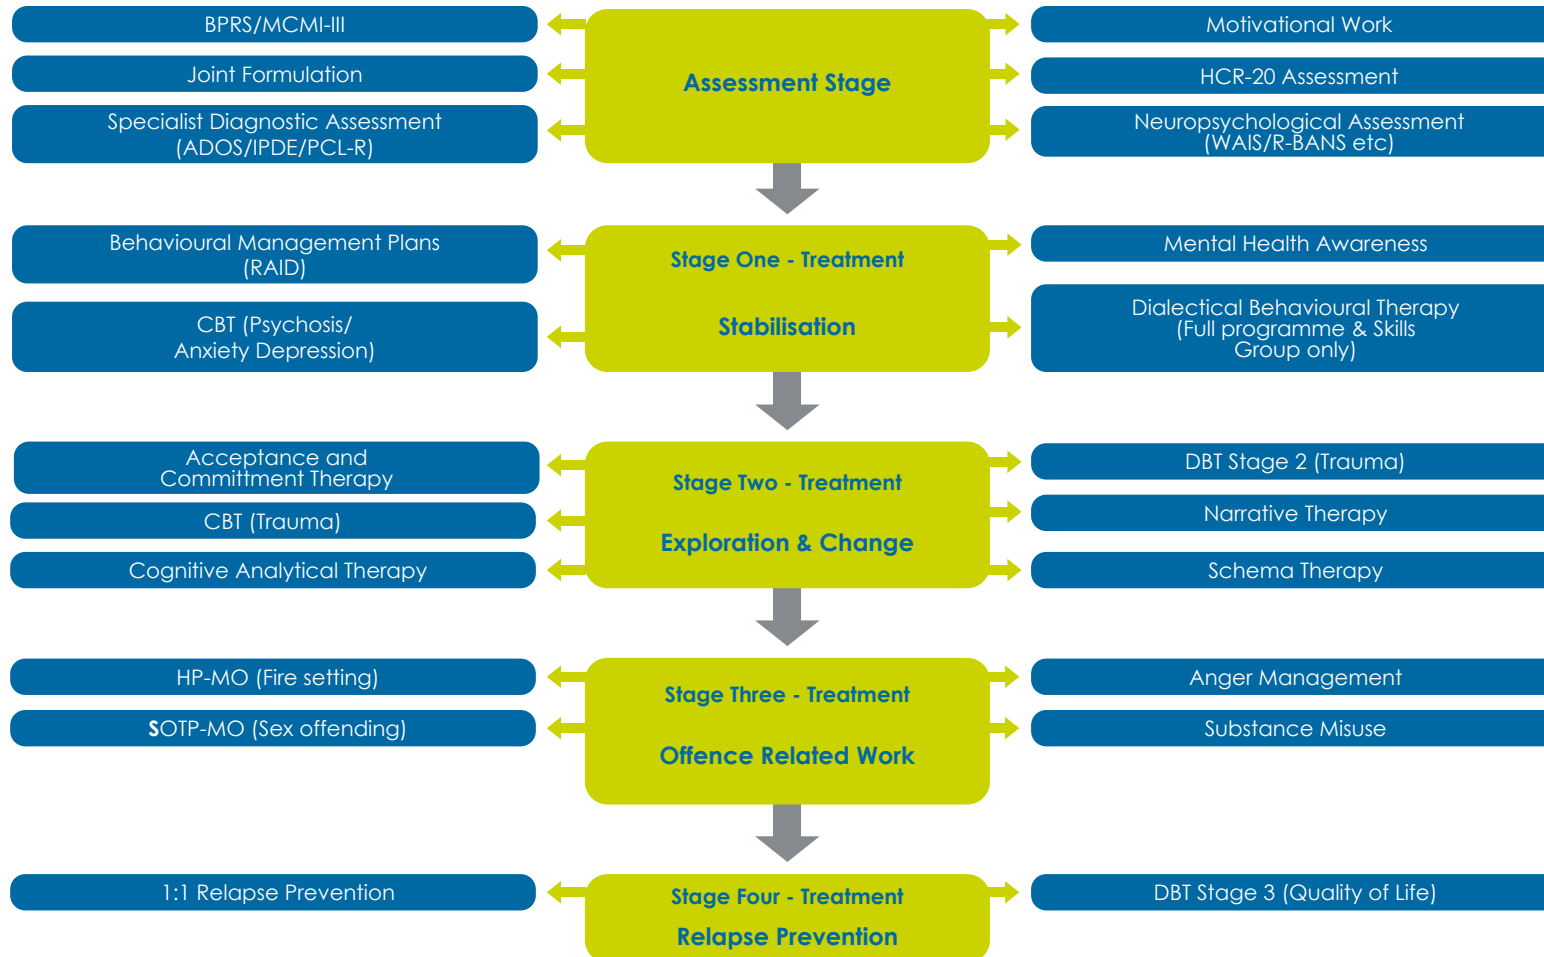 BPRS/MCMI-III
Joint Formulation
Specialist Diagnostic Assessment
(ADOS/IPDE/PCL-R)
Assessment Stage
Motivational Work
HCR-20 Assessment
Neuropsychological Assessment
(WAIS/R-BANS etc)
Behavioural Management Plans
(RAID)
CBT (Psychosis/
Anxiety Depression)
Stage One - Treatment
Stabilisation
Mental Health Awareness
Dialectical Behavioural Therapy
(Full programme & Skills
Group only)
Acceptance and
Committment Therapy
CBT (Trauma)
Cognitive Analytical Therapy
Stage Two - Treatment
Exploration & Change
DBT Stage 2 (Trauma)
Narrative Therapy
Schema Therapy
HP-MO (Fire setting)
SOTP-MO (Sex offending)
Stage Three - Treatment
Offence Related Work
Anger Management
Substance Misuse
1:1 Relapse Prevention
Stage Four - Treatment
Relapse Prevention
DBT Stage 3 (Quality of Life)